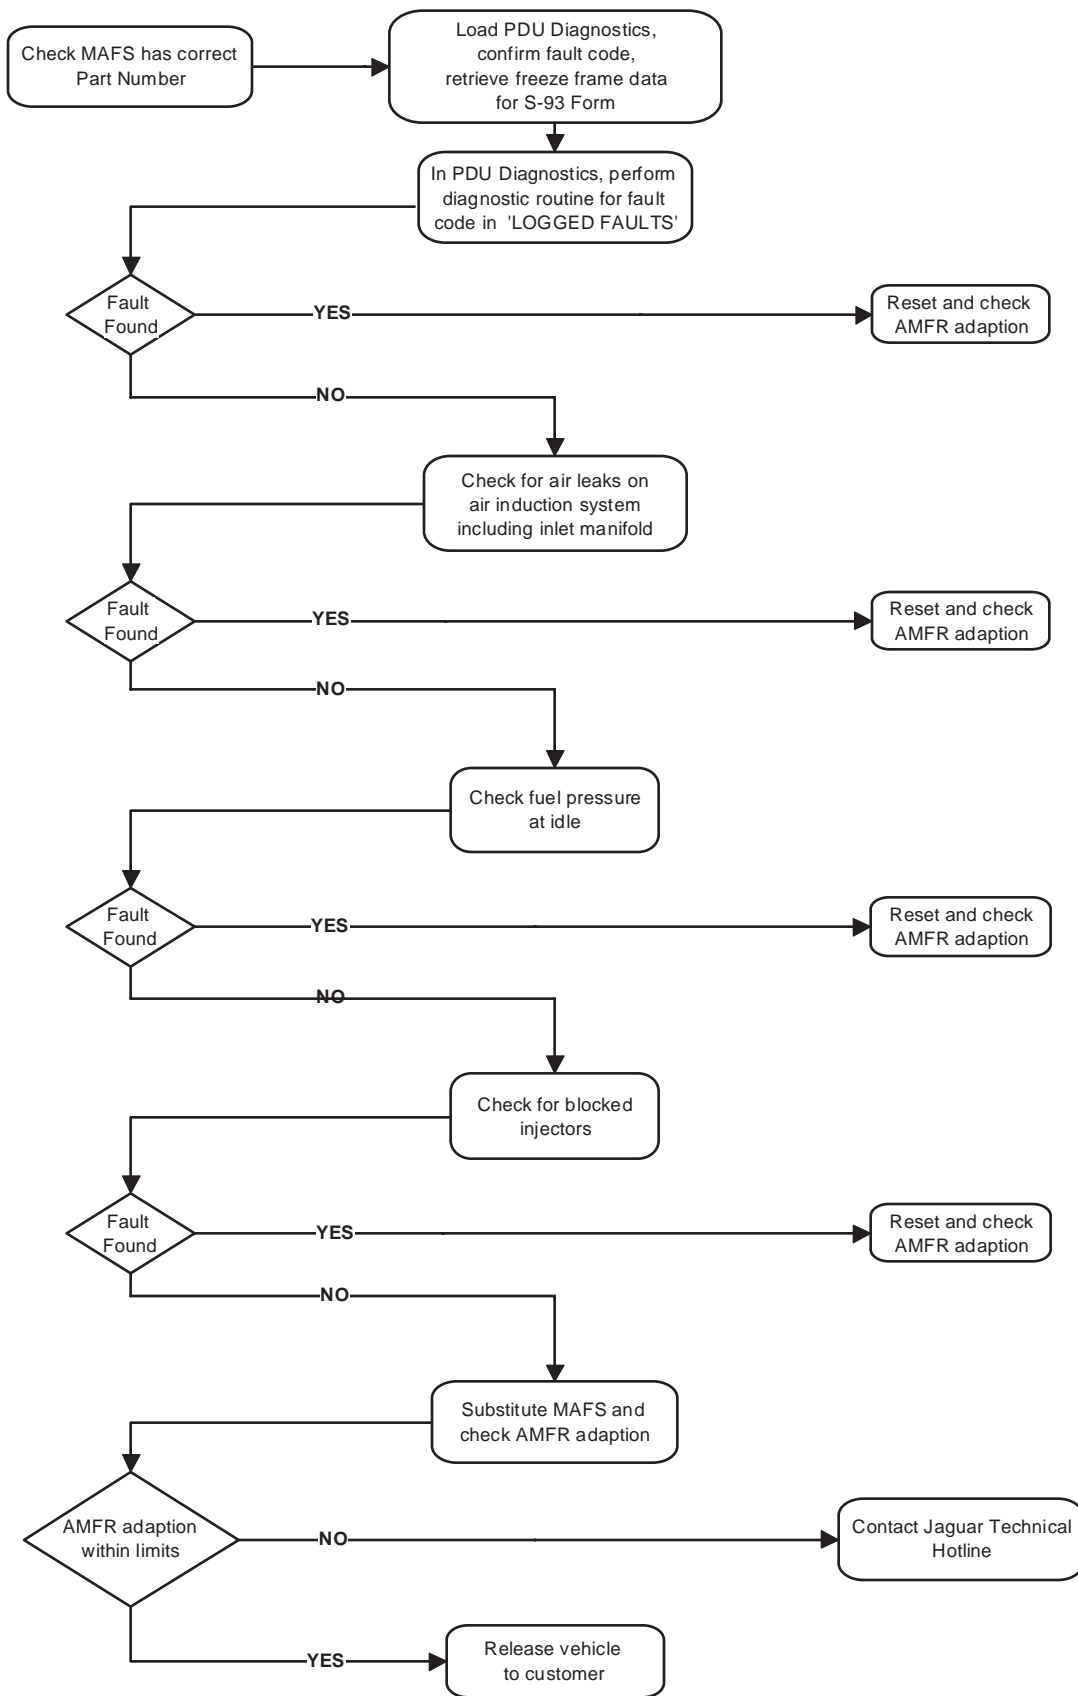 Check MAFS has correct
Part Number
Load PDU Diagnostics,
confirm fault code,
retrieve freeze frame data
for S-93 Form
In PDU Diagnostics, perform
diagnostic routine for fault
code in 'LOGGED FAULTS'
Fault
Found
YES
Reset and check
AMFR adaption
NO
Check for air leaks on
air induction system
including inlet manifold
Fault
Found
YES
Reset and check
AMFR adaption
NO
Check fuel pressure
at idle
Fault
Found
YES
Reset and check
AMFR adaption
NO
Check for blocked
injectors
Fault
Found
YES
Reset and check
AMFR adaption
NO
Substitute MAFS and
check AMFR adaption
AMFR adaption
within limits
NO
Contact Jaguar Technical
Hotline
YES
Release vehicle
to customer